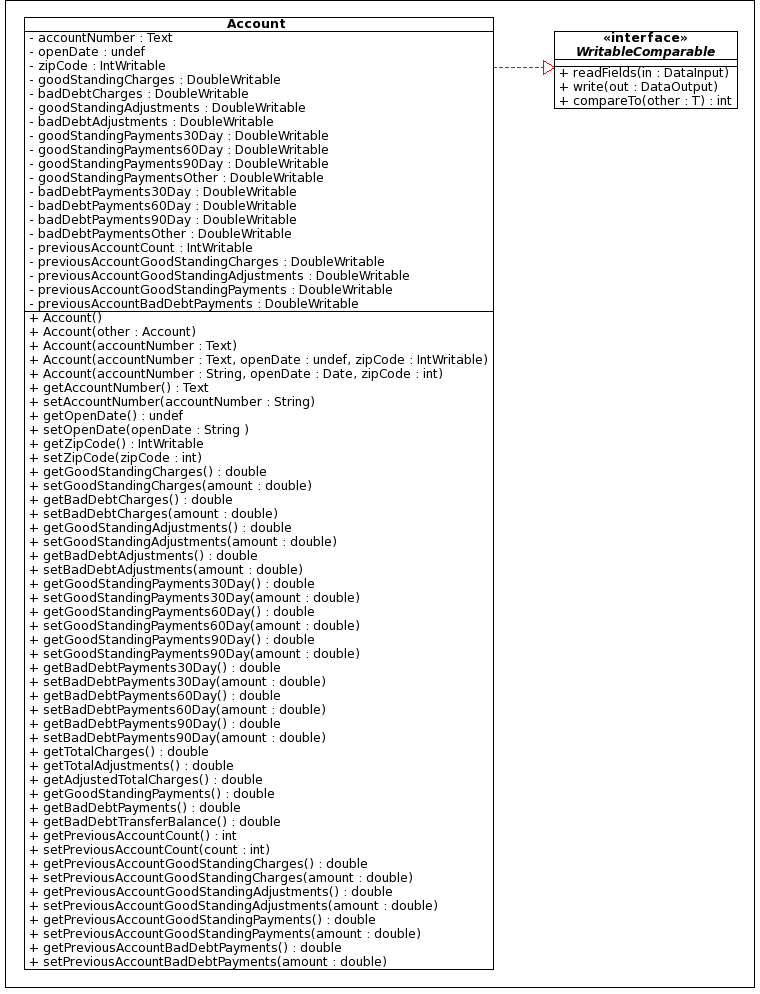 Account
- accountNumber : Text
- openDate : undef
- zipCode : IntWritable
- goodStandingCharges : DoubleWritable
- badDebtCharges : DoubleWritable
- goodStandingAdjustments : DoubleWritable
- badDebtAdjustments : DoubleWritable
- goodStandingPayments30Day : DoubleWritable
- goodStandingPayments60Day : DoubleWritable
- goodStandingPayments90Day : DoubleWritable
- goodStandingPaymentsOther : DoubleWritable
- badDebtPayments30Day : DoubleWritable
- badDebtPayments60Day : DoubleWritable
- badDebtPayments90Day : DoubleWritable
- badDebtPaymentsOther : DoubleWritable
- previousAccountCount : IntWritable
- previousAccountGoodStandingCharges : DoubleWritable
- previousAccountGoodStandingAdjustments : DoubleWritable
- previousAccountGoodStandingPayments : DoubleWritable
- previousAccountBadDebtPayments : DoubleWritable
+ Account()
+ Account(other : Account)
+ Account(accountNumber : Text)
+ Account(accountNumber : Text, openDate : undef, zipCode : IntWritable)
+ Account(accountNumber : String, openDate : Date, zipCode : int)
+ getAccountNumber() : Text
+ setAccountNumber(accountNumber : String)
+ getOpenDate() : undef
+ setOpenDate(openDate : String )
+ getZipCode() : IntWritable
+ setZipCode(zipCode : int)
+ getGoodStandingCharges() : double
+ setGoodStandingCharges(amount : double)
+ getBadDebtCharges() : double
+ setBadDebtCharges(amount : double)
+ getGoodStandingAdjustments() : double
+ setGoodStandingAdjustments(amount : double)
+ getBadDebtAdjustments() : double
+ setBadDebtAdjustments(amount : double)
+ getGoodStandingPayments30Day() : double
+ setGoodStandingPayments30Day(amount : double)
+ getGoodStandingPayments60Day() : double
+ setGoodStandingPayments60Day(amount : double)
+ getGoodStandingPayments90Day() : double
+ setGoodStandingPayments90Day(amount : double)
+ getBadDebtPayments30Day() : double
+ setBadDebtPayments30Day(amount : double)
+ getBadDebtPayments60Day() : double
+ setBadDebtPayments60Day(amount : double)
+ getBadDebtPayments90Day() : double
+ setBadDebtPayments90Day(amount : double)
+ getTotalCharges() : double
+ getTotalAdjustments() : double
+ getAdjustedTotalCharges() : double
+ getGoodStandingPayments() : double
+ getBadDebtPayments() : double
+ getBadDebtTransferBalance() : double
+ getPreviousAccountCount() : int
+ setPreviousAccountCount(count : int)
+ getPreviousAccountGoodStandingCharges() : double
+ setPreviousAccountGoodStandingCharges(amount : double)
+ getPreviousAccountGoodStandingAdjustments() : double
+ setPreviousAccountGoodStandingAdjustments(amount : double)
+ getPreviousAccountGoodStandingPayments() : double
+ setPreviousAccountGoodStandingPayments(amount : double)
+ getPreviousAccountBadDebtPayments() : double
+ setPreviousAccountBadDebtPayments(amount : double)
«interface»
WritableComparable
+ readFields(in : DataInput)
+ write(out : DataOutput)
+ compareTo(other : T) : int